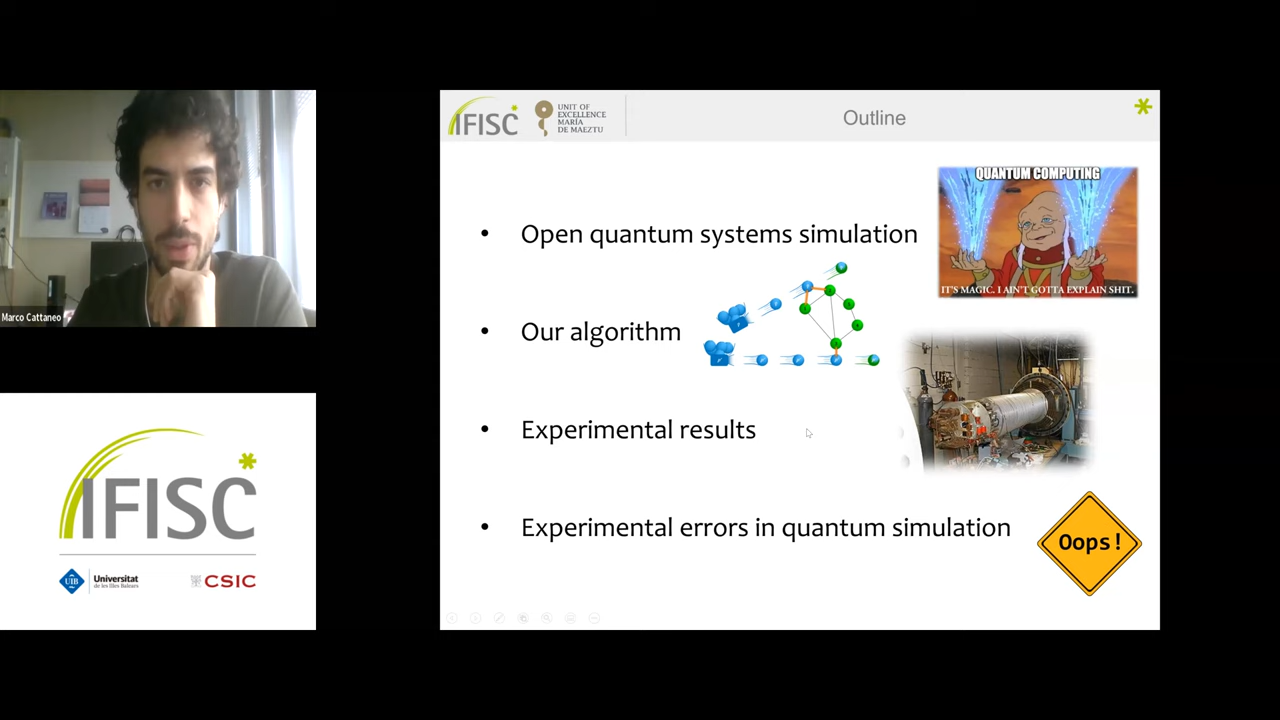 Marco Cattaneo
IFISC
UIB
Universitat
de les Illes Balears
CSIC
IFISC
UNIT OF
EXCELLENCE
MARÍA
DE MAEZTU
Outline
• Open quantum systems simulation
• Our algorithm
• Experimental results
• Experimental errors in quantum simulation
QUANTUM COMPUTING
IT'S MAGIC. I AIN'T GOTTA EXPLAIN SHIT.
Oops!